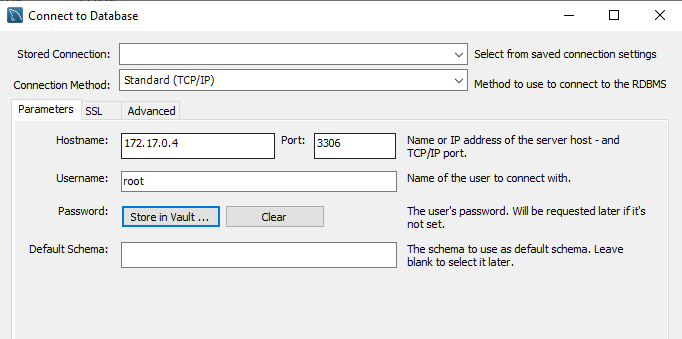 Connect to Database
Stored Connection:
Select from saved connection settings
Connection Method: Standard (TCP/IP)
Method to use to connect to the RDBMS
Parameters SSL Advanced
Hostname: 172.17.0.4 Port: 3306
Name or IP address of the server host - and
TCP/IP port.
Username: root
Name of the user to connect with.
Password: Store in Vault ... Clear
The user's password. Will be requested later if it's
not set.
Default Schema:
The schema to use as default schema. Leave
blank to select it later.